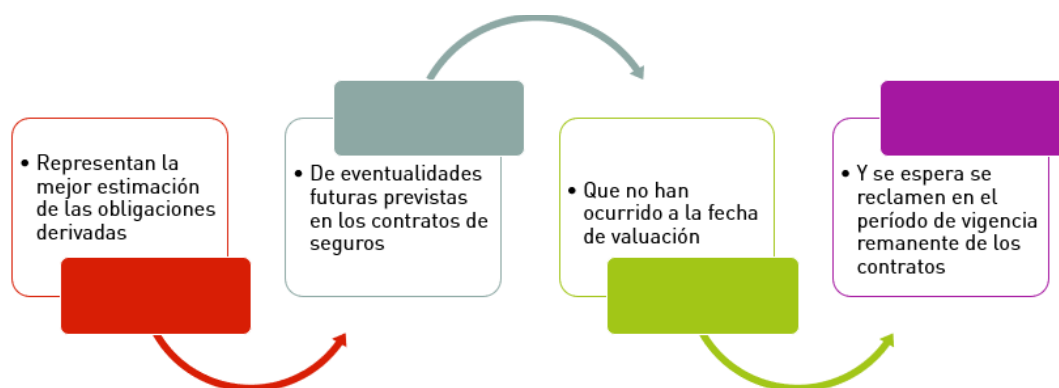 • Representan la
mejor estimación
de las obligaciones
derivadas
• De eventualidades
futuras previstas
en los contratos de
seguros
• Que no han
ocurrido a la fecha
de valuación
• Y se espera se
reclamen en el
período de vigencia
remanente de los
contratos